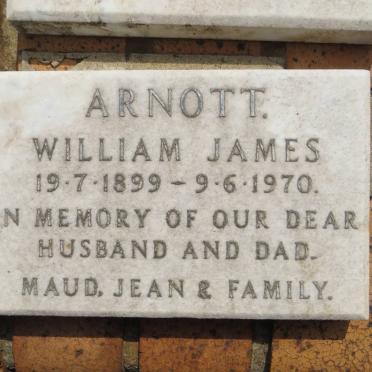 ARNOTT.
WILLIAM JAMES
19·7·1899 – 9·6·1970.
IN MEMORY OF OUR DEAR
HUSBAND AND DAD.
MAUD, JEAN & FAMILY.